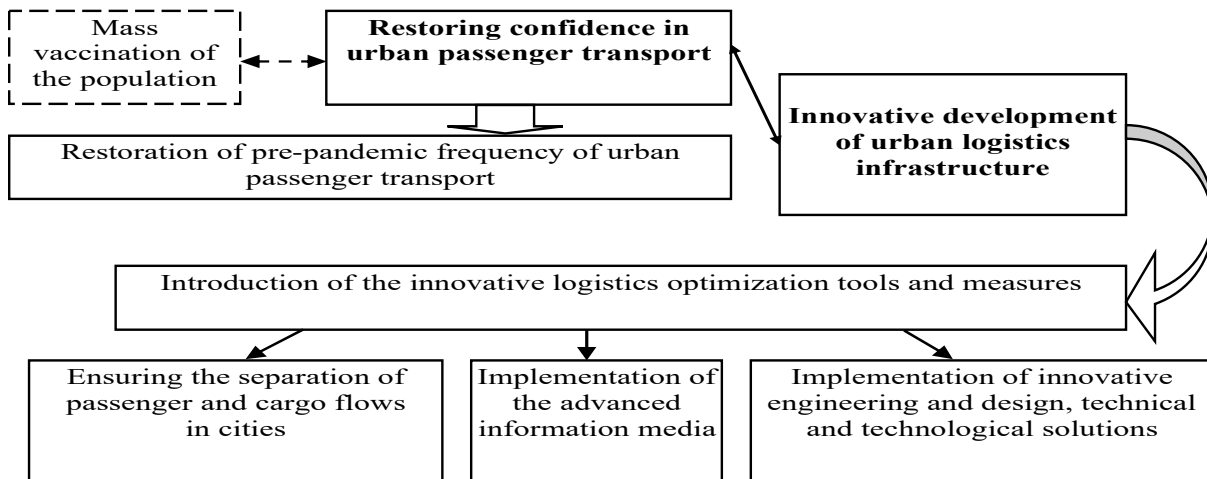 Mass
vaccination of
the population
Restoring confidence in
urban passenger transport
Innovative development
of urban logistics
infrastructure
Restoration of pre-pandemic frequency of urban
passenger transport
Introduction of the innovative logistics optimization tools and measures
Ensuring the separation of
passenger and cargo flows
in cities
Implementation of
the advanced
information media
Implementation of innovative
engineering and design, technical
and technological solutions